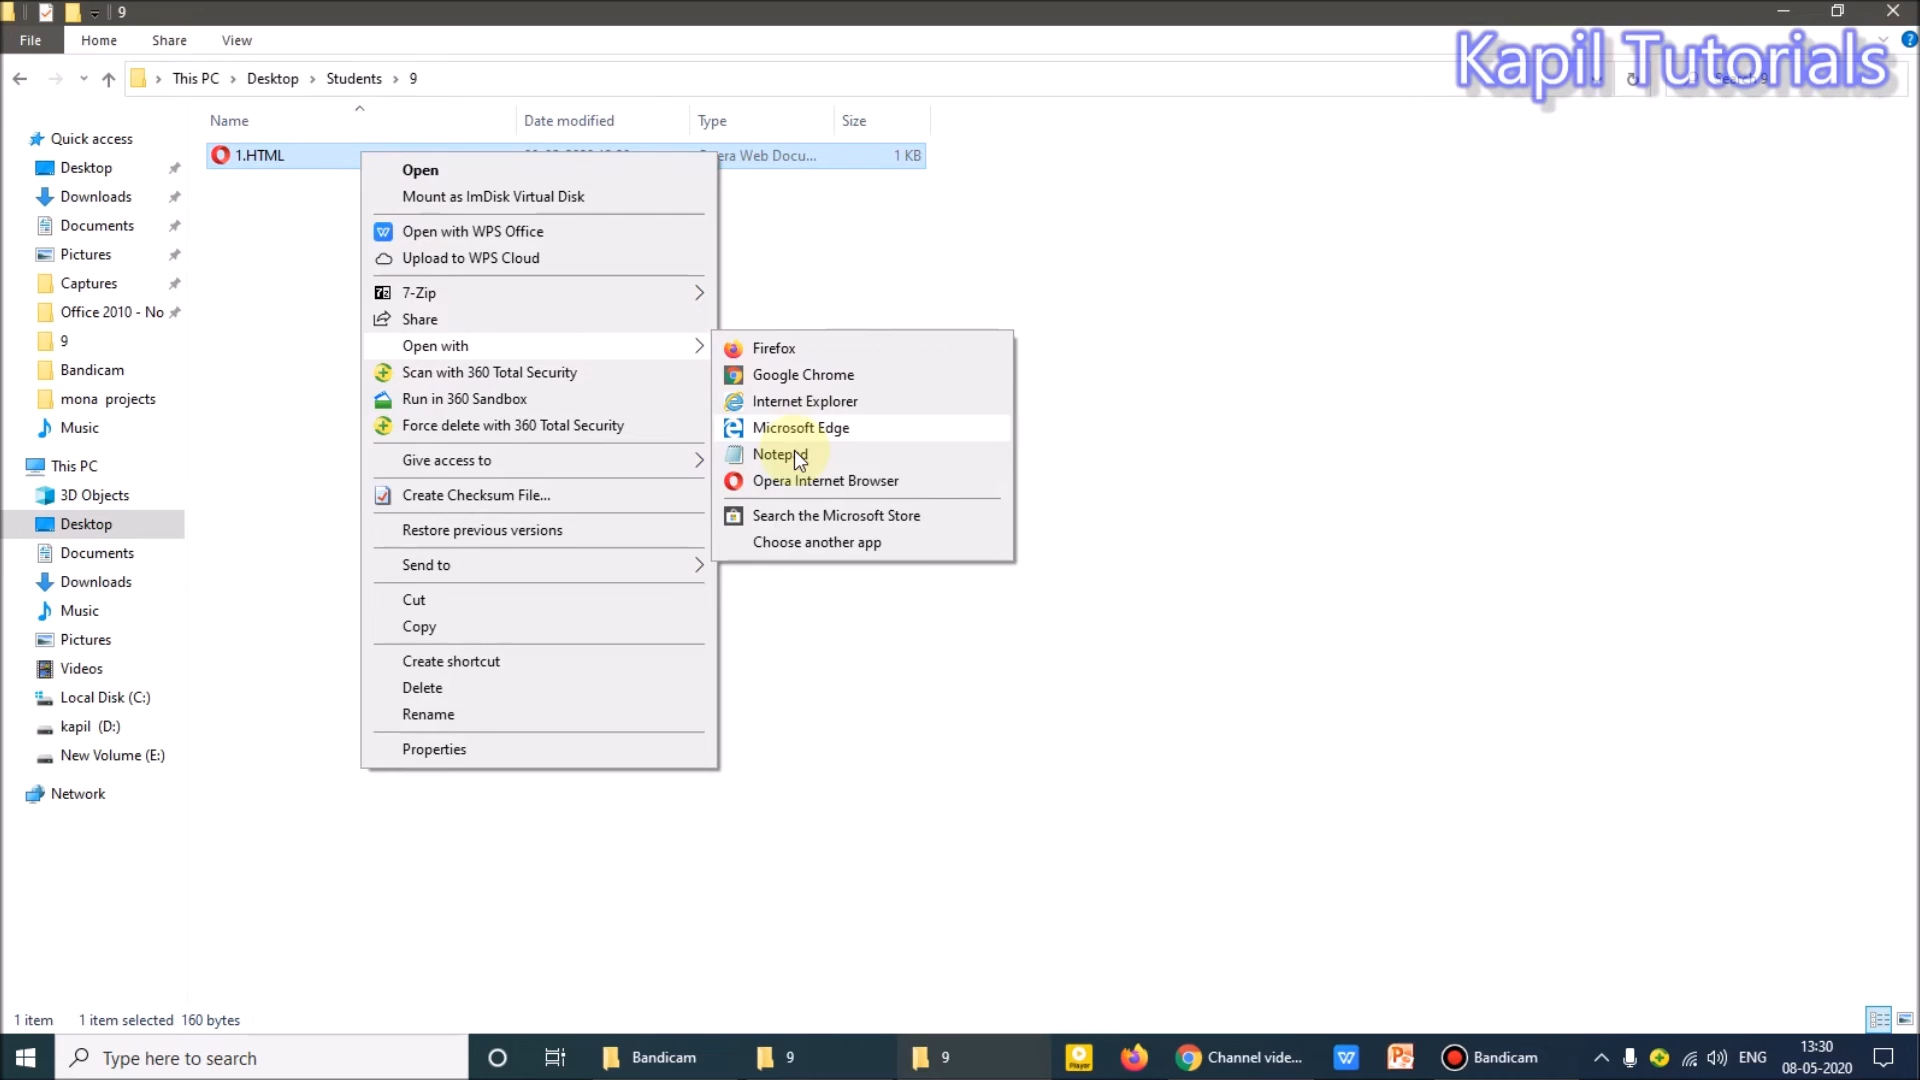 9
File Home Share View
Kapil Tutorials
This PC Desktop Students 9
Search 9
Name Date modified Type Size
1.HTML era Web Docu... 1 KB
Quick access
Desktop
Downloads
Documents
Pictures
Captures
Office 2010 - No
9
Bandicam
mona projects
Music
This PC
3D Objects
Desktop
Documents
Downloads
Music
Pictures
Videos
Local Disk (C:)
kapil (D:)
New Volume (E:)
Network
Open
Mount as ImDisk Virtual Disk
Open with WPS Office
Upload to WPS Cloud
7-Zip
Share
Open with
Scan with 360 Total Security
Run in 360 Sandbox
Force delete with 360 Total Security
Give access to
Create Checksum File...
Restore previous versions
Send to
Cut
Copy
Create shortcut
Delete
Rename
Properties
Firefox
Google Chrome
Internet Explorer
Microsoft Edge
Notepad
Opera Internet Browser
Search the Microsoft Store
Choose another app
1 item 1 item selected 160 bytes
Type here to search
Bandicam
9
9
Channel vide...
Bandicam
ENG
13:30
08-05-2020